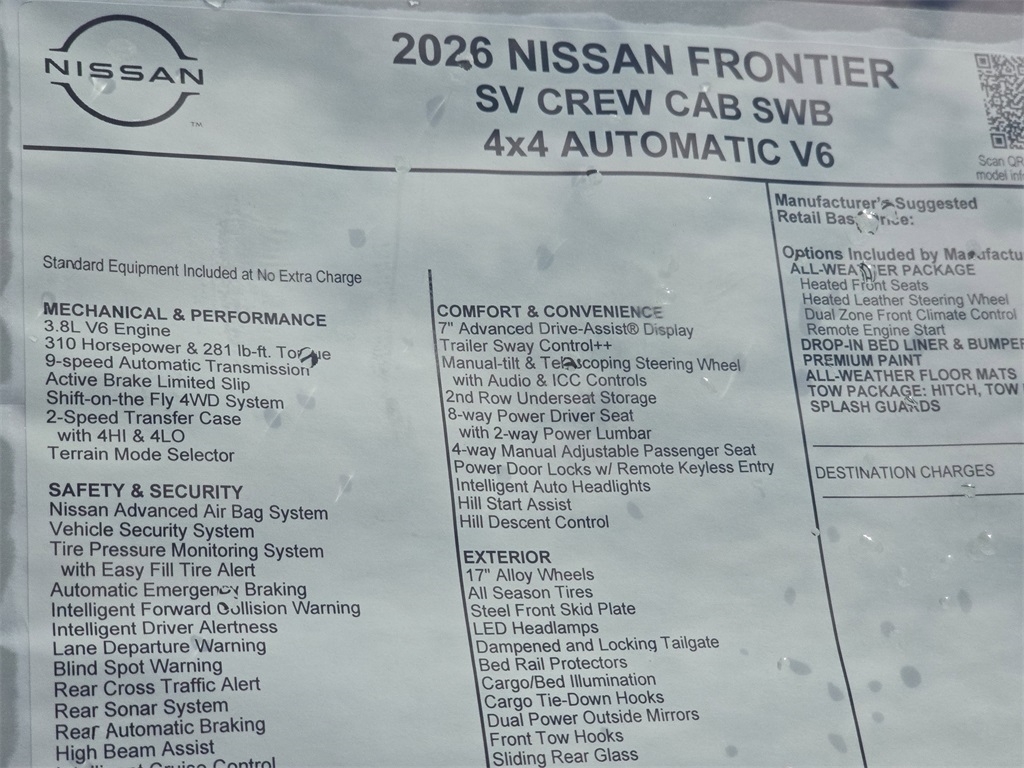 NISSAN
TM
2026 NISSAN FRONTIER
SV CREW CAB SWB
4x4 AUTOMATIC V6
Scan QR
model
Standard Equipment Included at No Extra Charge
MECHANICAL & PERFORMANCE
3.8L V6 Engine
310 Horsepower & 281 lb-ft. Torque
9-speed Automatic Transmission
Active Brake Limited Slip
Shift-on the Fly 4WD System
2-Speed Transfer Case
with 4HI & 4LO
Terrain Mode Selector
SAFETY & SECURITY
Nissan Advanced Air Bag System
Vehicle Security System
Tire Pressure Monitoring System
with Easy Fill Tire Alert
Automatic Emergency Braking
Intelligent Forward Collision Warning
Intelligent Driver Alertness
Lane Departure Warning
Blind Spot Warning
Rear Cross Traffic Alert
Rear Sonar System
Rear Automatic Braking
High Beam Assist
Intelligent Cruise Control
COMFORT & CONVENIENCE
7" Advanced Drive-Assist® Display
Trailer Sway Control++
Manual-tilt & Telescoping Steering Wheel
with Audio & ICC Controls
2nd Row Underseat Storage
8-way Power Driver Seat
with 2-way Power Lumbar
4-way Manual Adjustable Passenger Seat
Power Door Locks w/ Remote Keyless Entry
Intelligent Auto Headlights
Hill Start Assist
Hill Descent Control
EXTERIOR
17" Alloy Wheels
All Season Tires
Steel Front Skid Plate
LED Headlamps
Dampened and Locking Tailgate
Bed Rail Protectors
Cargo/Bed Illumination
Cargo Tie-Down Hooks
Dual Power Outside Mirrors
Front Tow Hooks
Sliding Rear Glass
Manufacturer's Suggested
Retail Base Price:
Options Included by Manufactu
ALL-WEATHER PACKAGE
Heated Front Seats
Heated Leather Steering Wheel
Dual Zone Front Climate Control
Remote Engine Start
DROP-IN BED LINER & BUMPER
PREMIUM PAINT
ALL-WEATHER FLOOR MATS
TOW PACKAGE: HITCH, TOW
SPLASH GUARDS
DESTINATION CHARGES